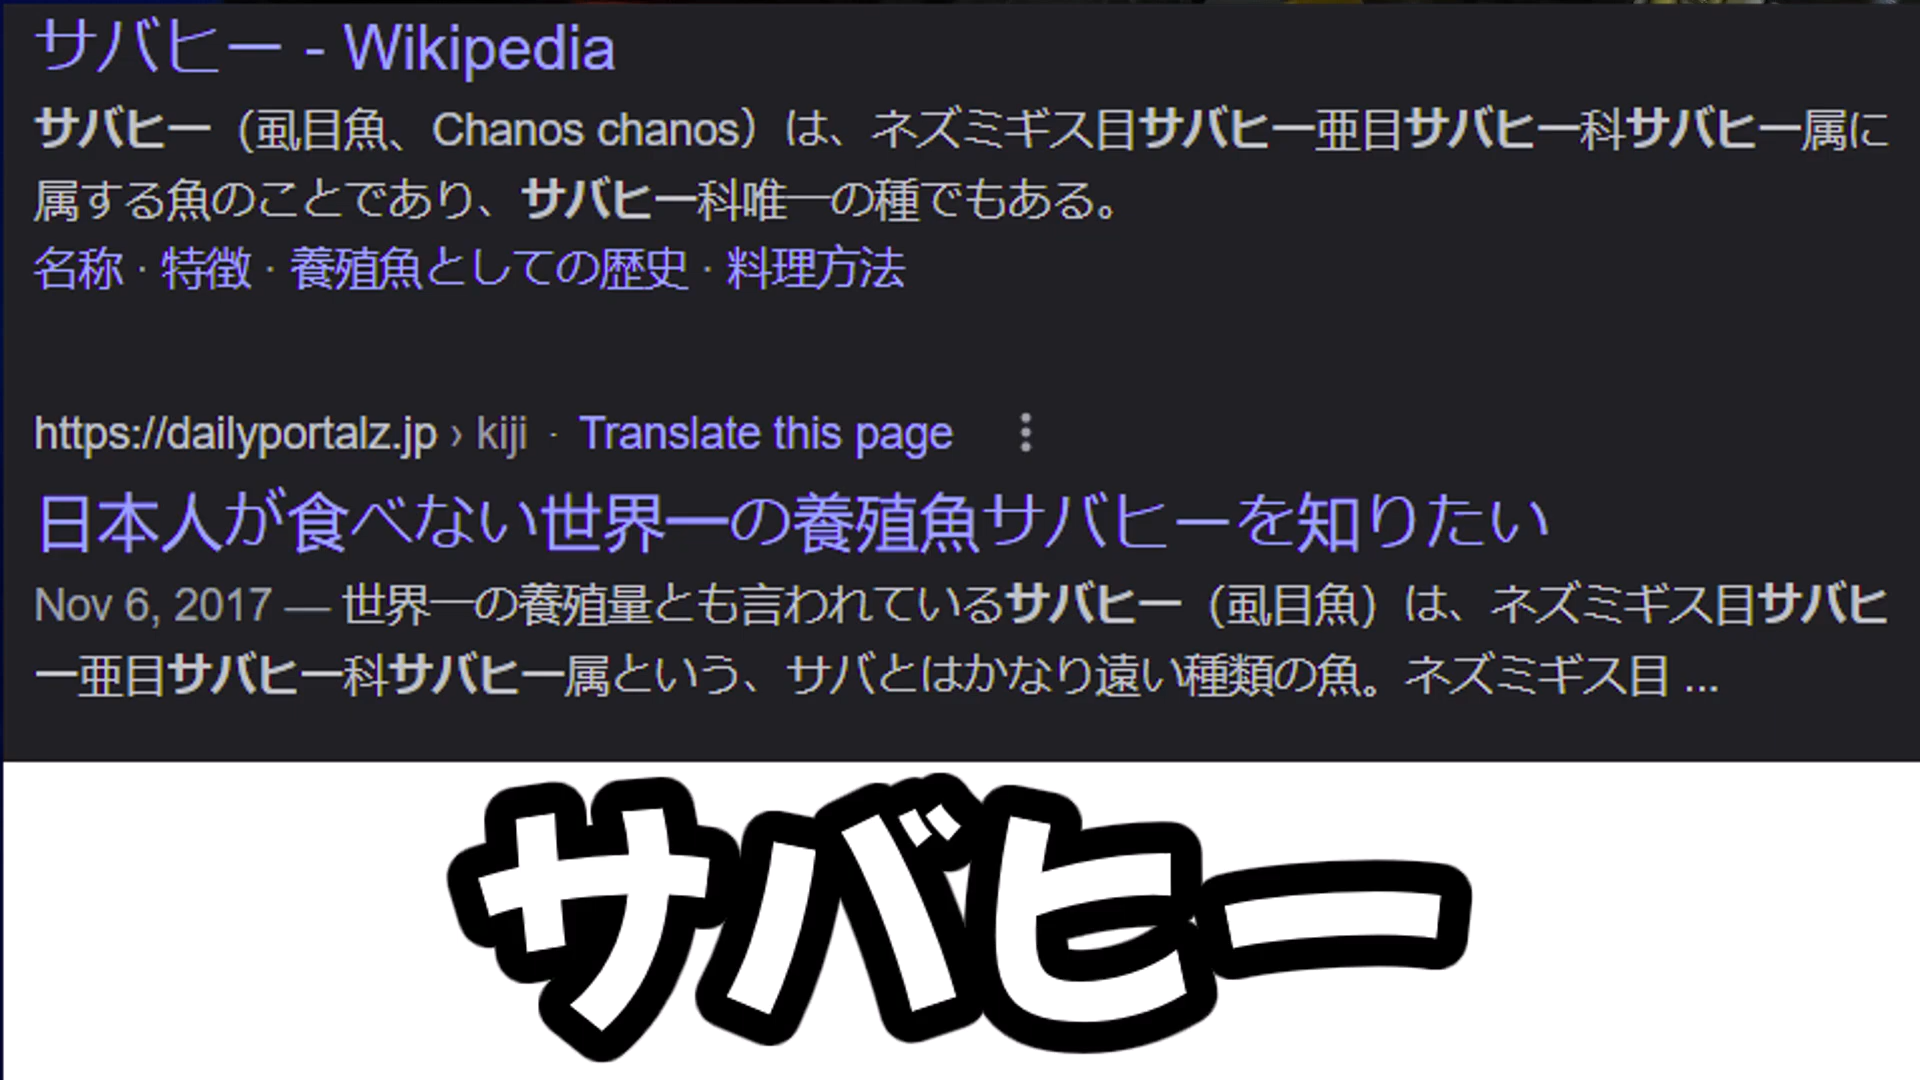 サバヒー - Wikipedia
サバヒー（虱目魚、Chanos chanos）は、ネズミギス目サバヒー亜目サバヒー科サバヒー属に
属する魚のことであり、サバヒー科唯一の種でもある。
名称 · 特徴 · 養殖魚としての歴史 · 料理方法
https://dailyportalz.jp › kiji · Translate this page
日本人が食べない世界一の養殖魚サバヒーを知りたい
Nov 6, 2017 — 世界一の養殖量とも言われているサバヒー（虱目魚）は、ネズミギス目サバヒ
ー亜目サバヒー科サバヒー属という、サバとはかなり遠い種類の魚。ネズミギス目 ...
サバヒー